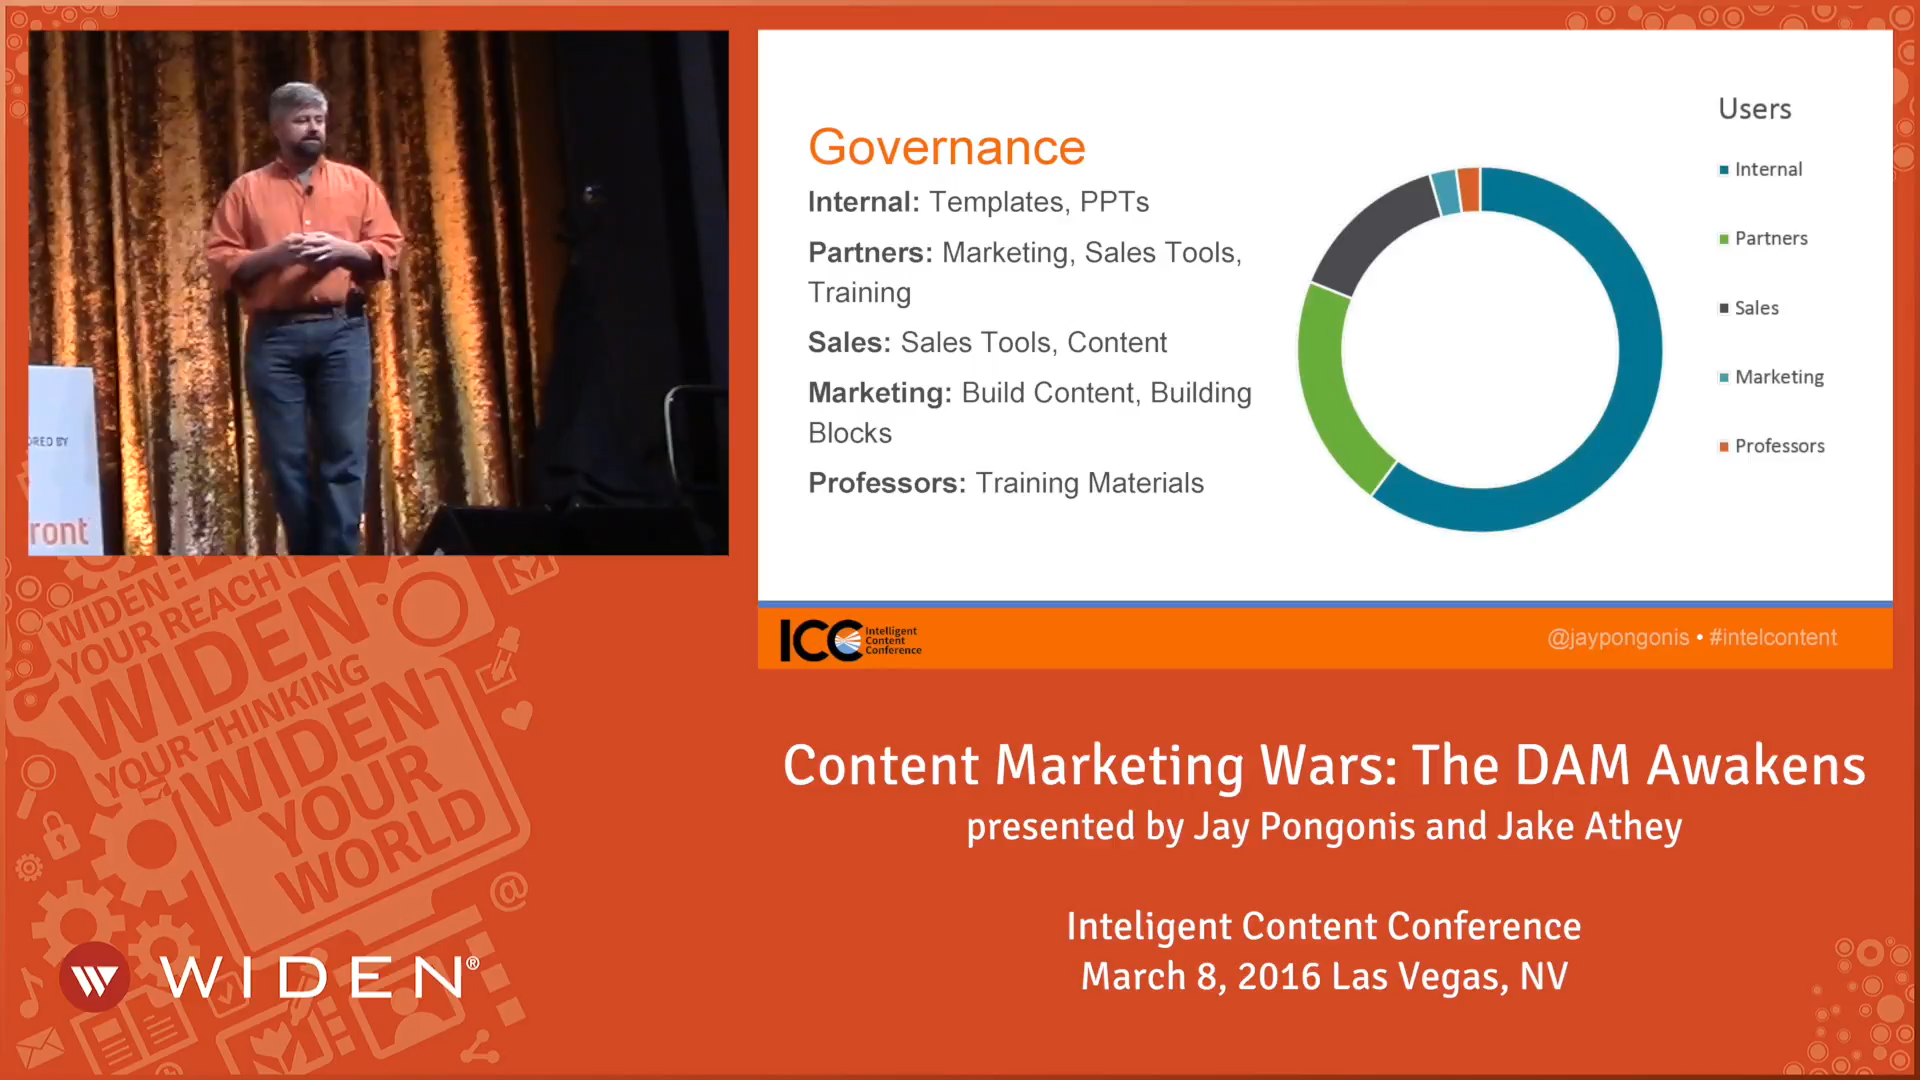 ORED BY
ront
Governance
Internal: Templates, PPTs
Partners: Marketing, Sales Tools,
Training
Sales: Sales Tools, Content
Marketing: Build Content, Building
Blocks
Professors: Training Materials
Users
Internal
Partners
Sales
Marketing
Professors
ICC Intelligent
Content
Conference
@jaypongonis • #intelcontent
WIDEN
YOUR REACH
WIDEN
YOUR THINKING
WIDEN
YOUR
WORLD
@
WIDEN®
Content Marketing Wars: The DAM Awakens
presented by Jay Pongonis and Jake Athey
Inteligent Content Conference
March 8, 2016 Las Vegas, NV